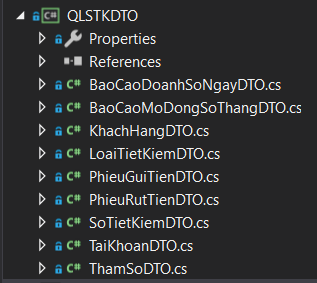 C# QLSTKDTO
Properties
References
C# BaoCaoDoanhSoNgayDTO.cs
C# BaoCaoMoDongSoThangDTO.cs
C# KhachHangDTO.cs
C# LoaiTietKiemDTO.cs
C# PhieuGuiTienDTO.cs
C# PhieuRutTienDTO.cs
C# SoTietKiemDTO.cs
C# TaiKhoanDTO.cs
C# ThamSoDTO.cs